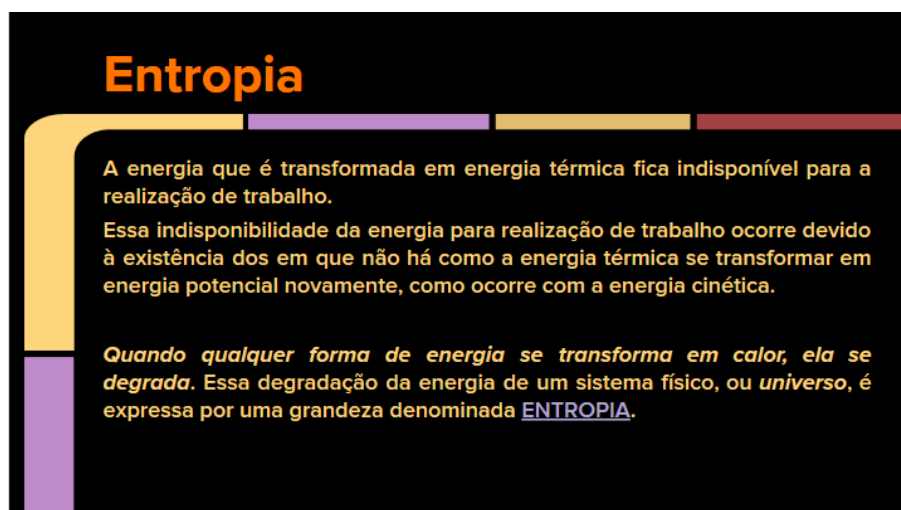 Entropia
A energia que é transformada em energia térmica fica indisponível para a
realização de trabalho.
Essa indisponibilidade da energia para realização de trabalho ocorre devido
à existência dos em que não há como a energia térmica se transformar em
energia potencial novamente, como ocorre com a energia cinética.
Quando qualquer forma de energia se transforma em calor, ela se
degrada. Essa degradação da energia de um sistema físico, ou universo, é
expressa por uma grandeza denominada ENTROPIA.